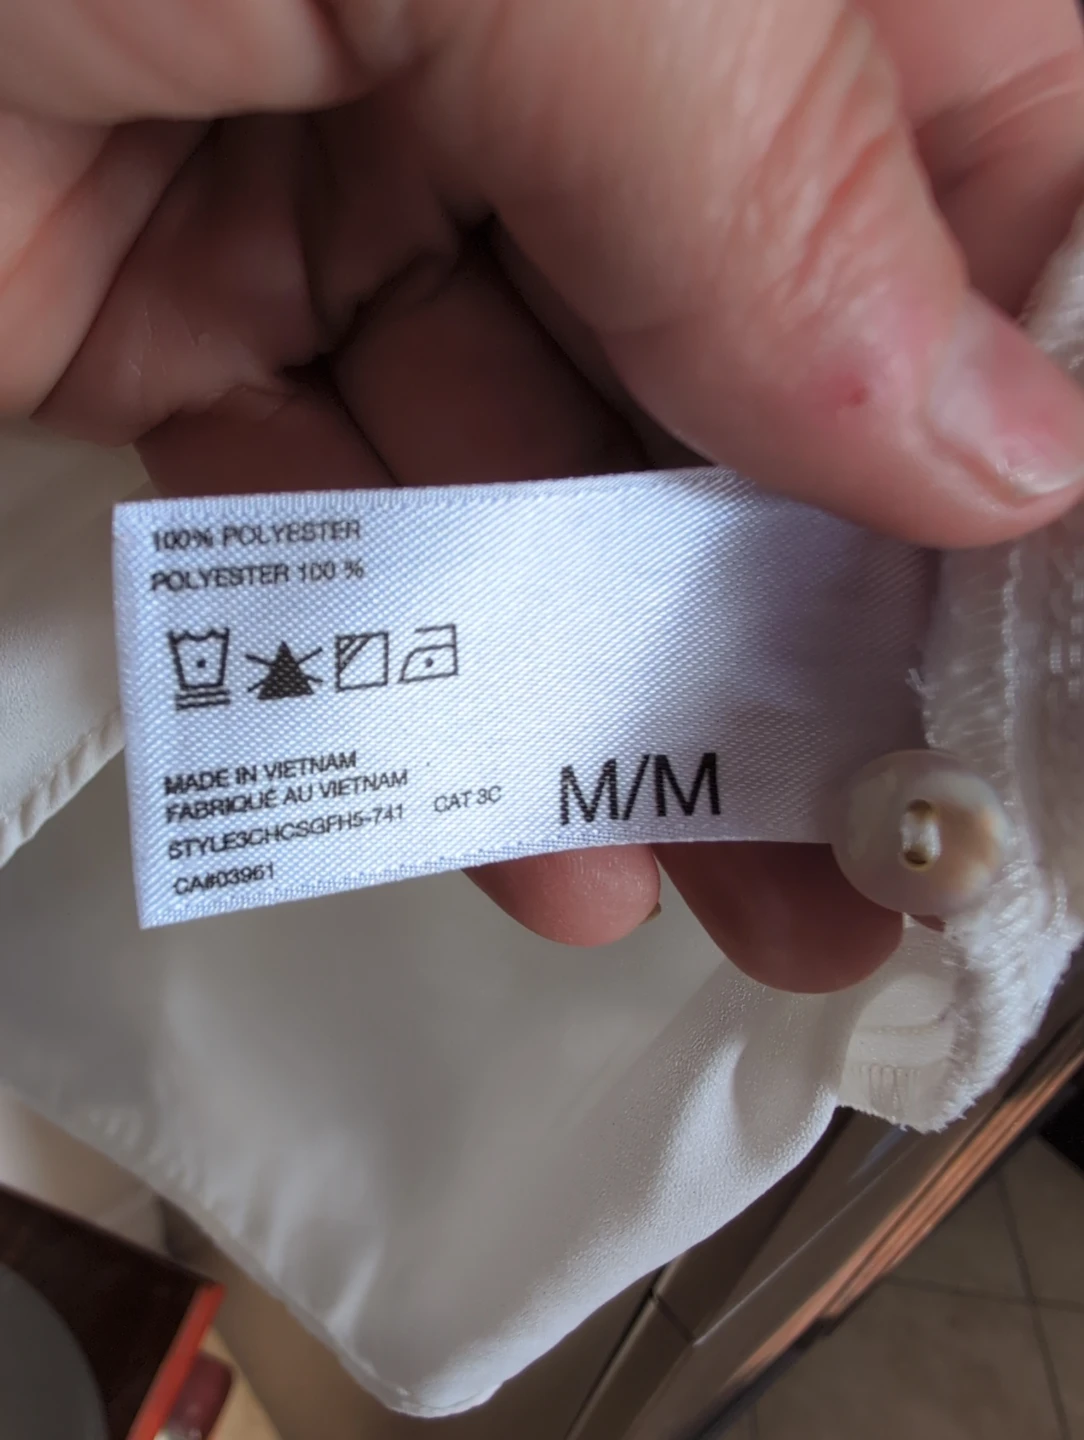 100% POLYESTER
POLYESTER 100 %
MADE IN VIETNAM
FABRIQUÉ AU VIETNAM
STYLE3CHCSGFH5-741 CAT 3C
CA#03961
M/M